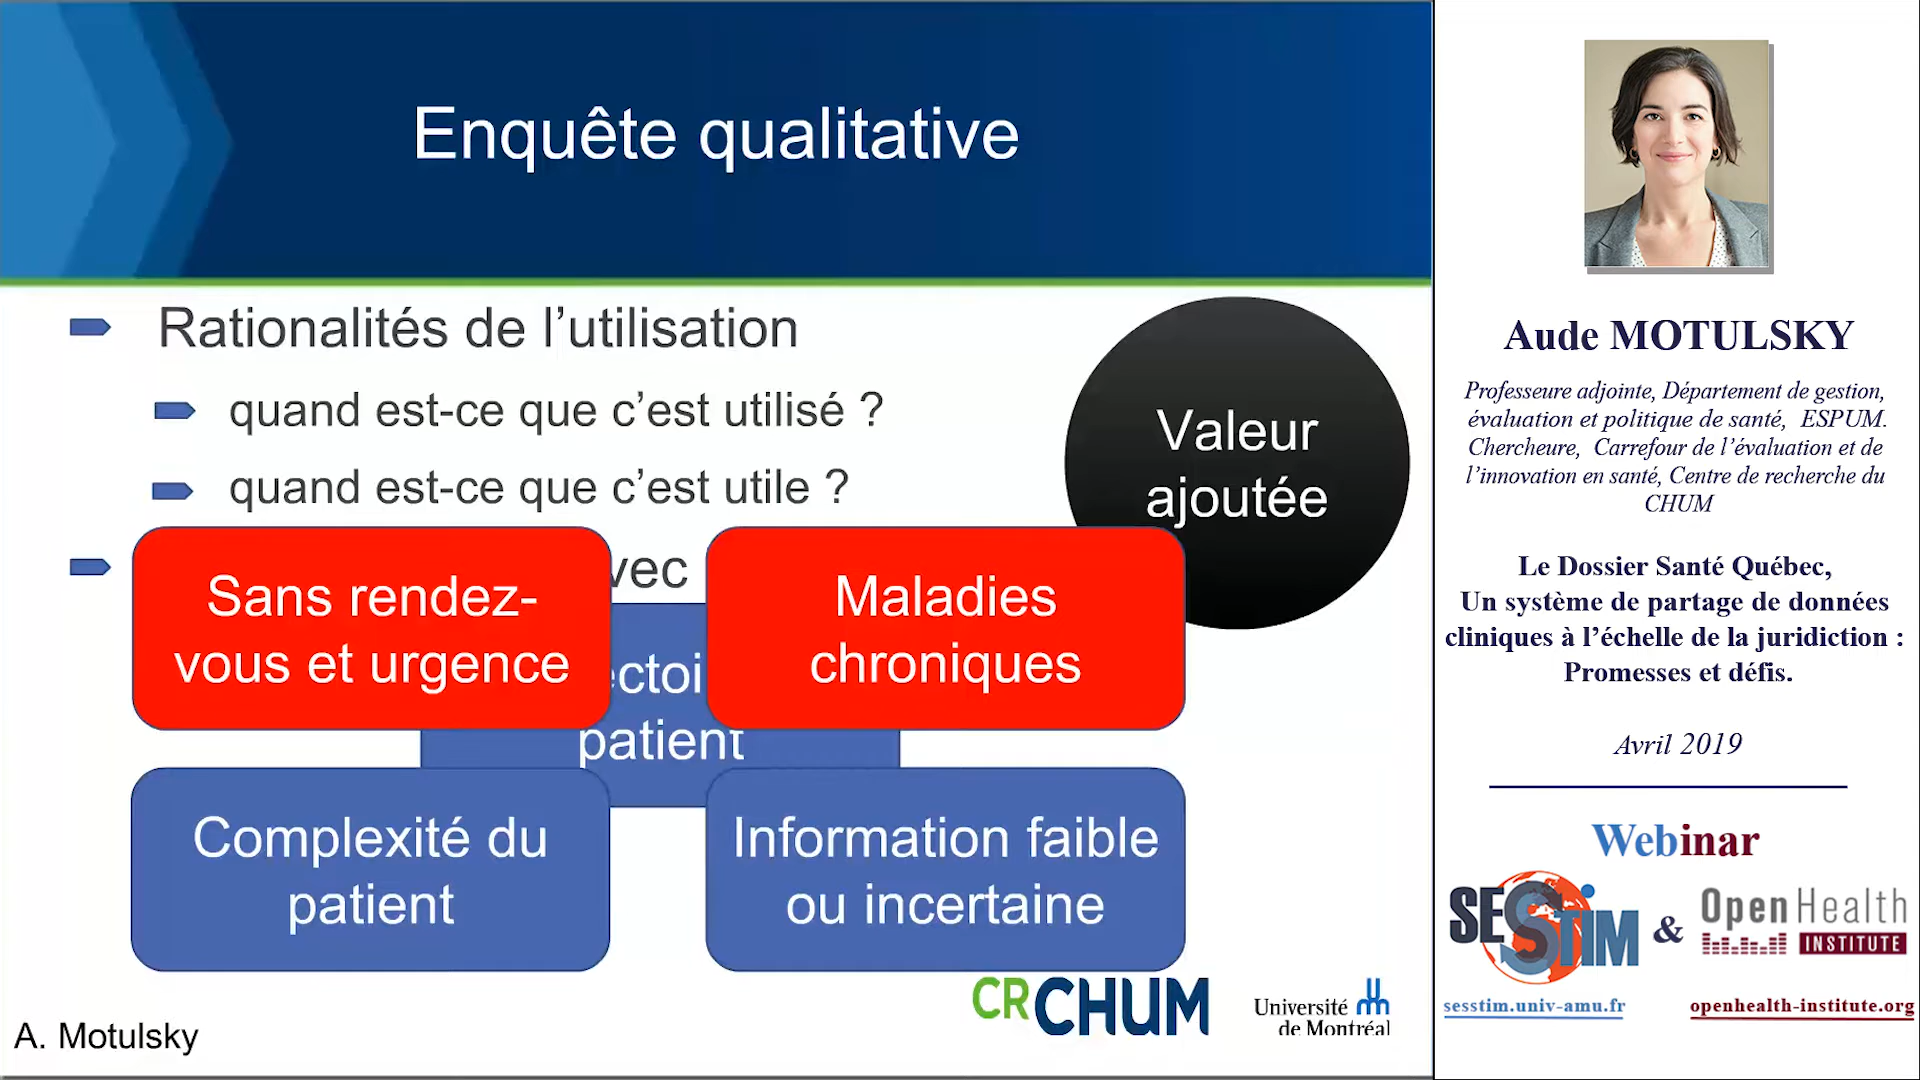 Enquête qualitative
Rationalités de l’utilisation
quand est-ce que c’est utilisé ?
quand est-ce que c’est utile ?
Valeur
ajoutée
Sans rendez-
vous et urgence
Maladies
chroniques
patient
Complexité du
patient
Information faible
ou incertaine
CRCHUM
Université
de Montréal
A. Motulsky
Aude MOTULSKY
Professeure adjointe, Département de gestion,
évaluation et politique de santé, ESPUM.
Chercheure, Carrefour de l’évaluation et de
l’innovation en santé, Centre de recherche du
CHUM
Le Dossier Santé Québec,
Un système de partage de données
cliniques à l’échelle de la juridiction :
Promesses et défis.
Avril 2019
Webinar
SESSTIM & Open Health
INSTITUTE
sesstim.univ-amu.fr
openhealth-institute.org